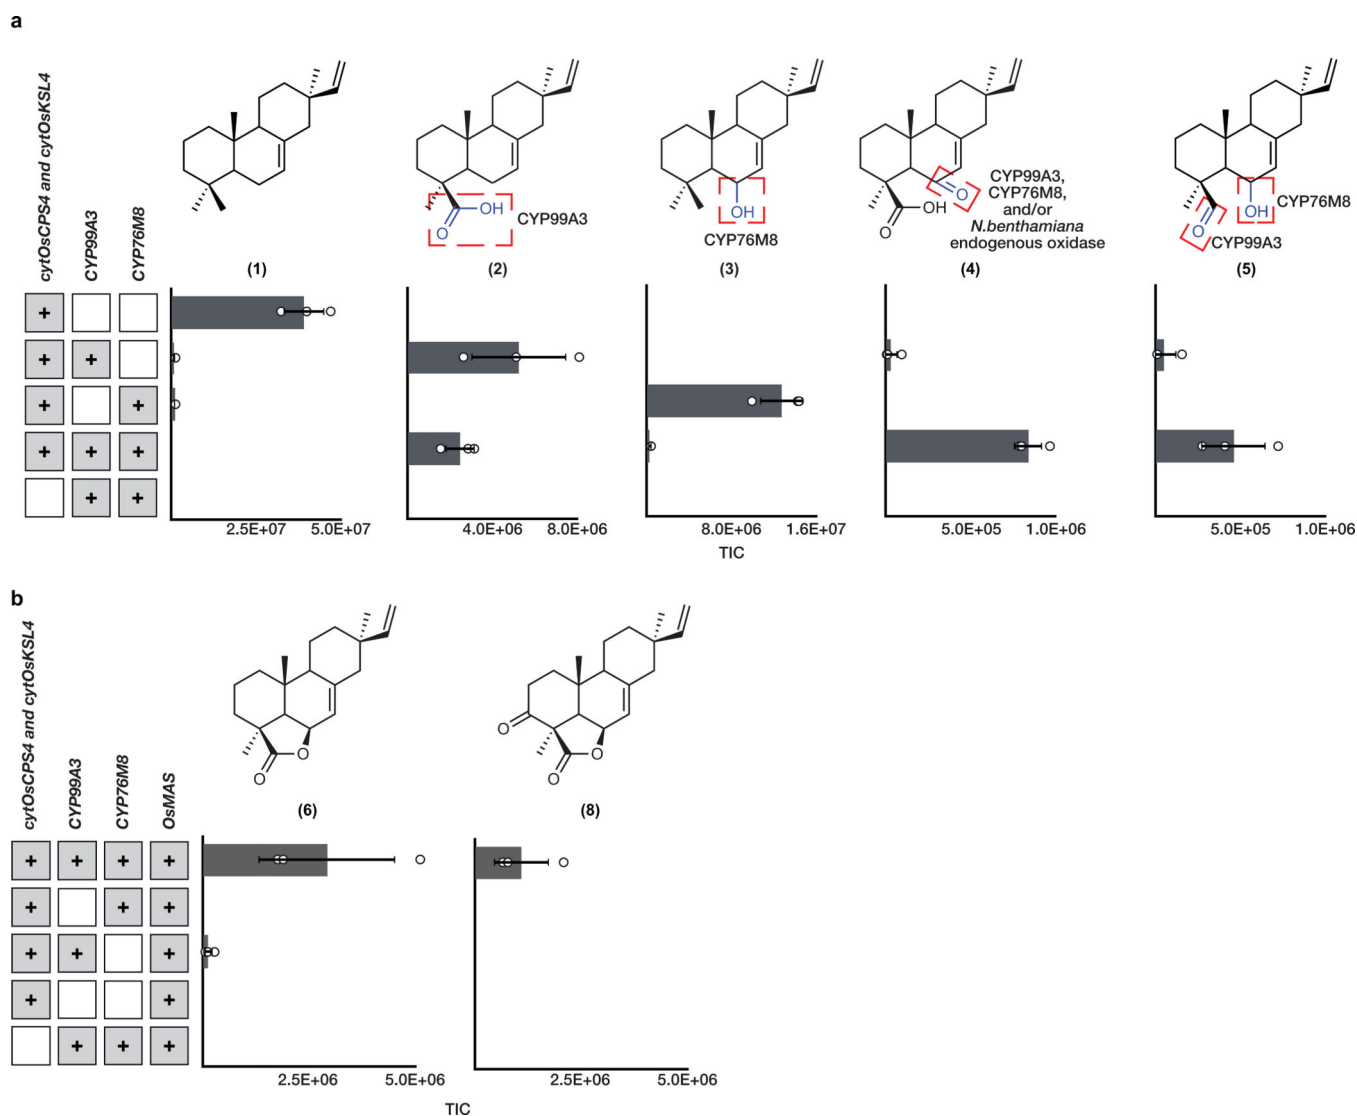 a
cytOsCPS4 and cytOsKSL4
CYP99A3
CYP76M8
OH
O
CYP99A3
(1)
(2)
OH
CYP76M8
(3)
O
OH
O
CYP99A3,
CYP76M8,
and/or
N.benthamiana
endogenous oxidase
(4)
OH
O
CYP76M8
CYP99A3
(5)
+
+ +
+ +
+ + +
+ +
2.5E+07 5.0E+07
4.0E+06 8.0E+06
8.0E+06 1.6E+07
5.0E+05 1.0E+06
5.0E+05 1.0E+06
TIC
b
cytOsCPS4 and cytOsKSL4
CYP99A3
CYP76M8
OsMAS
O
O
(6)
O
O
O
(8)
+ + + +
+ + +
+ + +
+ +
+ + +
2.5E+06 5.0E+06
2.5E+06 5.0E+06
TIC